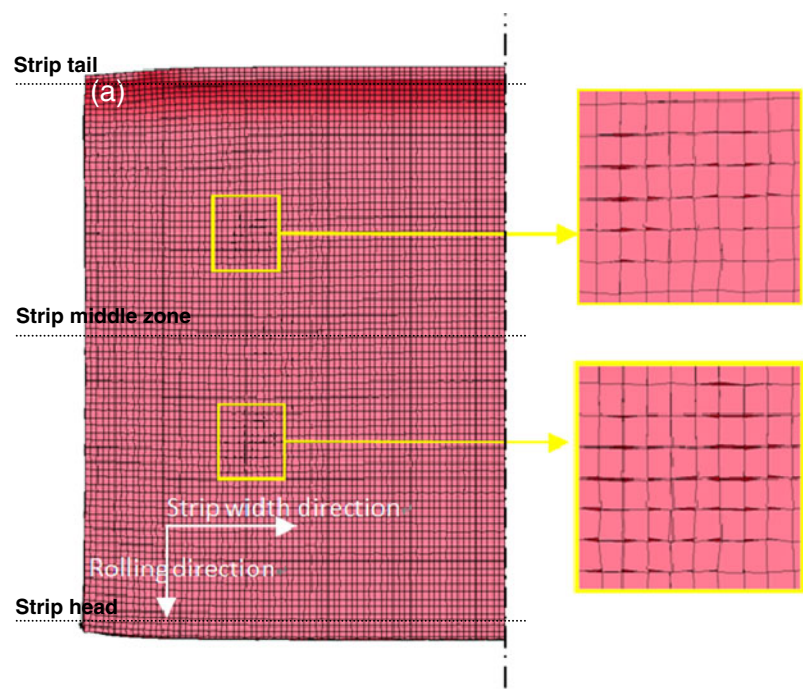 Strip tail
(a)
Strip middle zone
Strip width direction
Rolling direction
Strip head